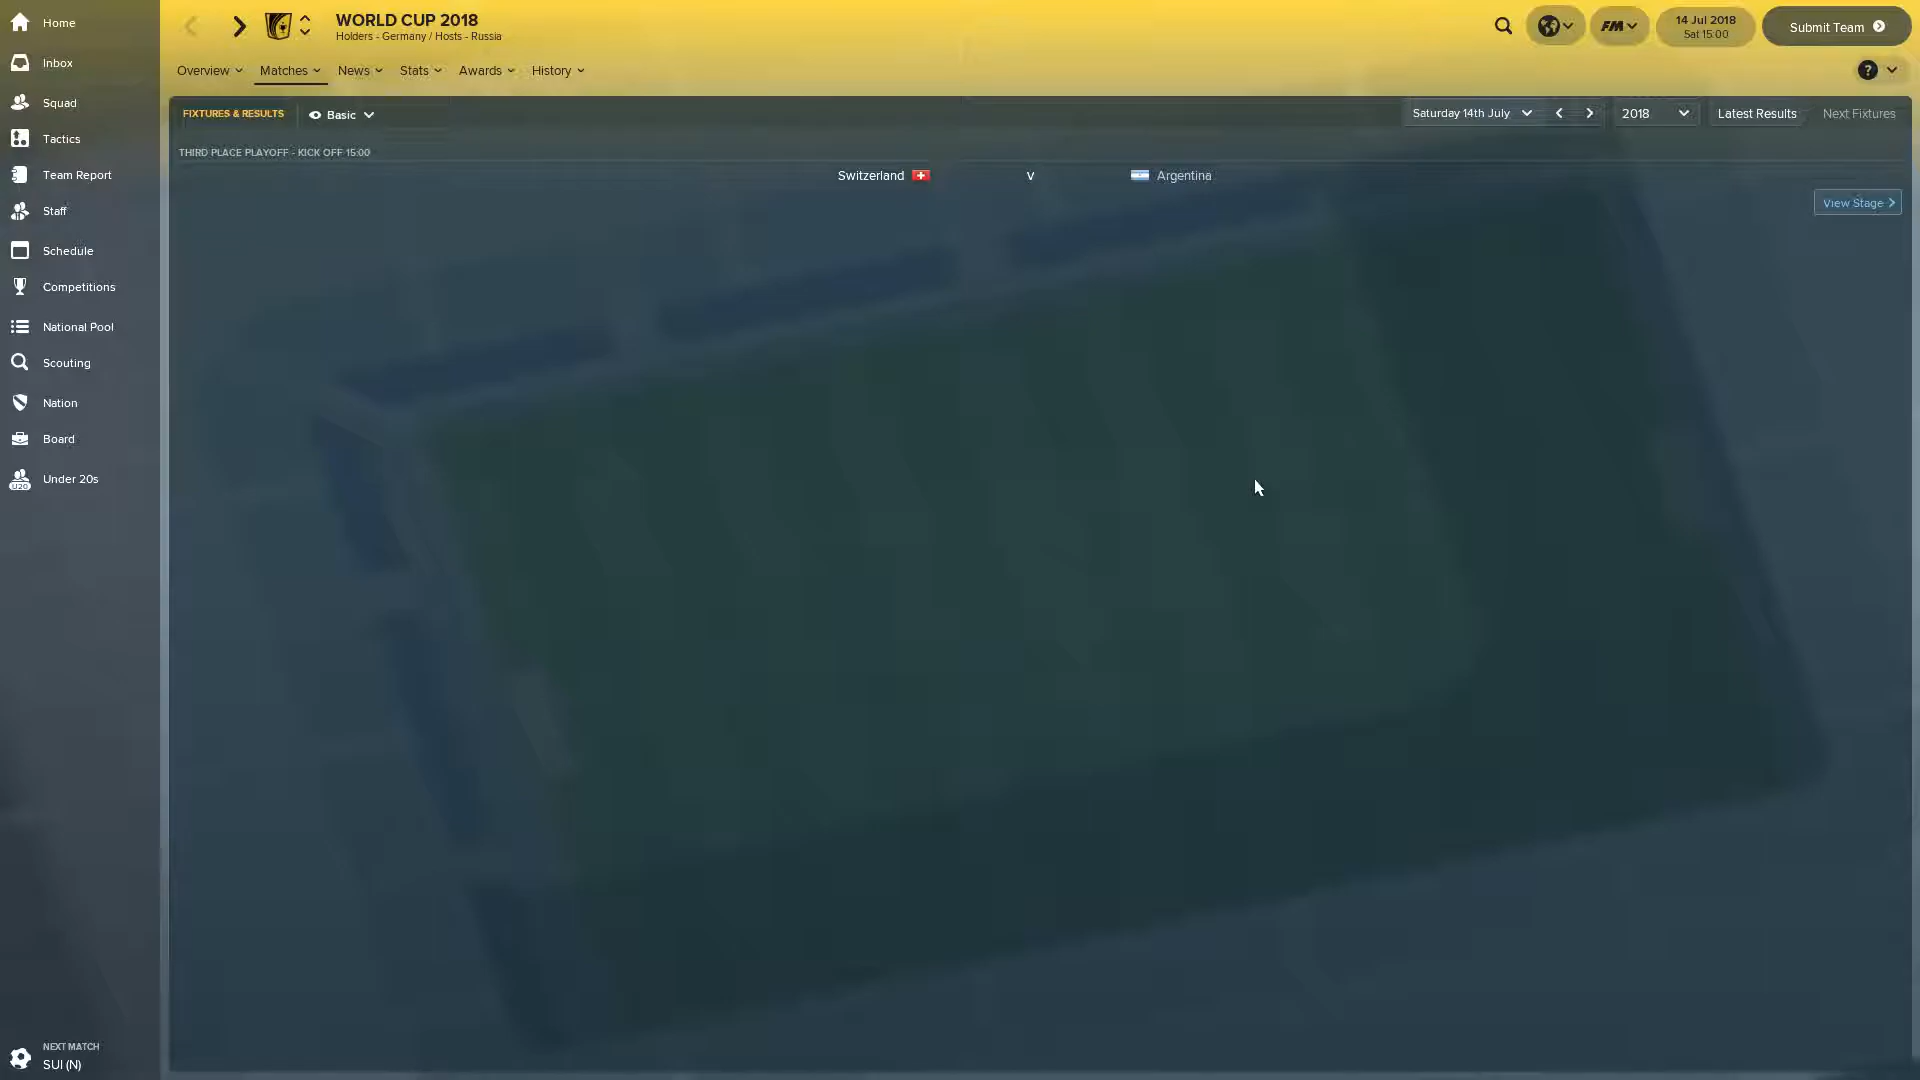 Home
Inbox
Squad
Tactics
Team Report
Staff
Schedule
Competitions
National Pool
Scouting
Nation
Board
U20
Under 20s
NEXT MATCH
SUI (N)
WORLD CUP 2018
Holders - Germany / Hosts - Russia
FM
14 Jul 2018
Sat 15:00
Submit Team
Overview
Matches
News
Stats
Awards
History
?
FIXTURES & RESULTS
Basic
Saturday 14th July
2018
Latest Results
Next Fixtures
THIRD PLACE PLAYOFF - KICK OFF 15:00
Switzerland v Argentina
View Stage